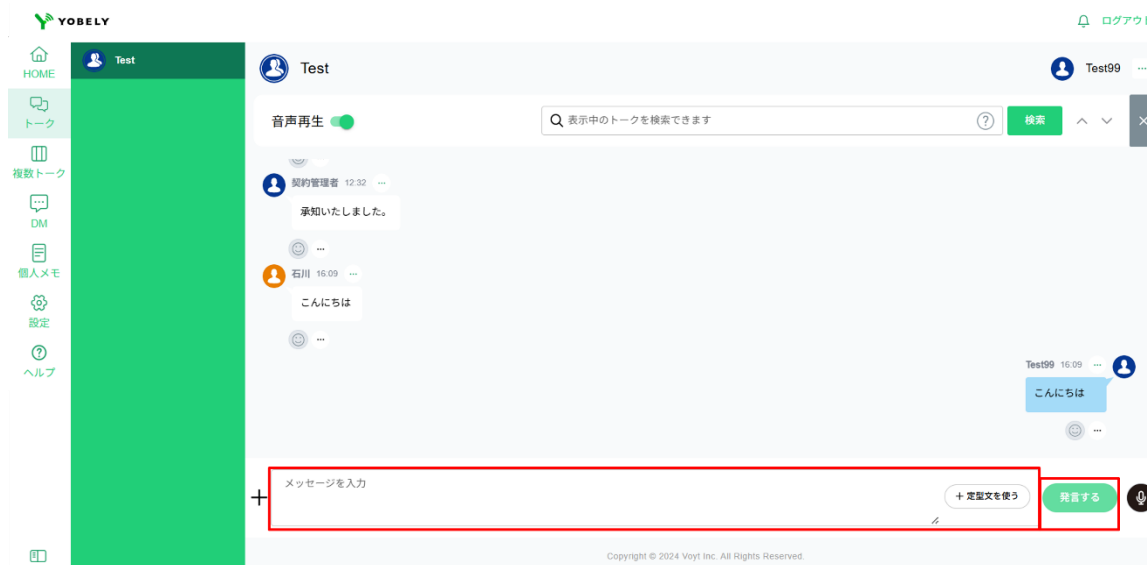 YOBELY
ログアウト
HOME
トーク
複数トーク
DM
個人メモ
設定
ヘルプ
Test
Test
Test99
音声再生
表示中のトークを検索できます
検索
契約管理者 12:32
承知いたしました。
石川 16:09
こんにちは
Test99 16:09
こんにちは
メッセージを入力
+ 定型文を使う
発言する
Copyright © 2024 Voyt Inc. All Rights Reserved.